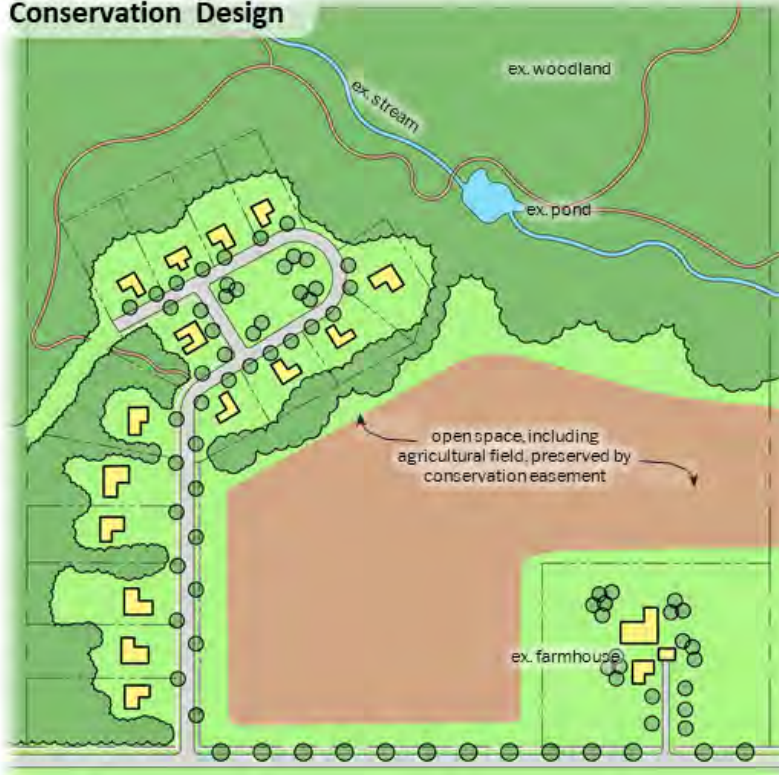 Conservation Design
ex. woodland
ex. stream
ex. pond
open space, including
agricultural field, preserved by
conservation easement
ex. farmhouse